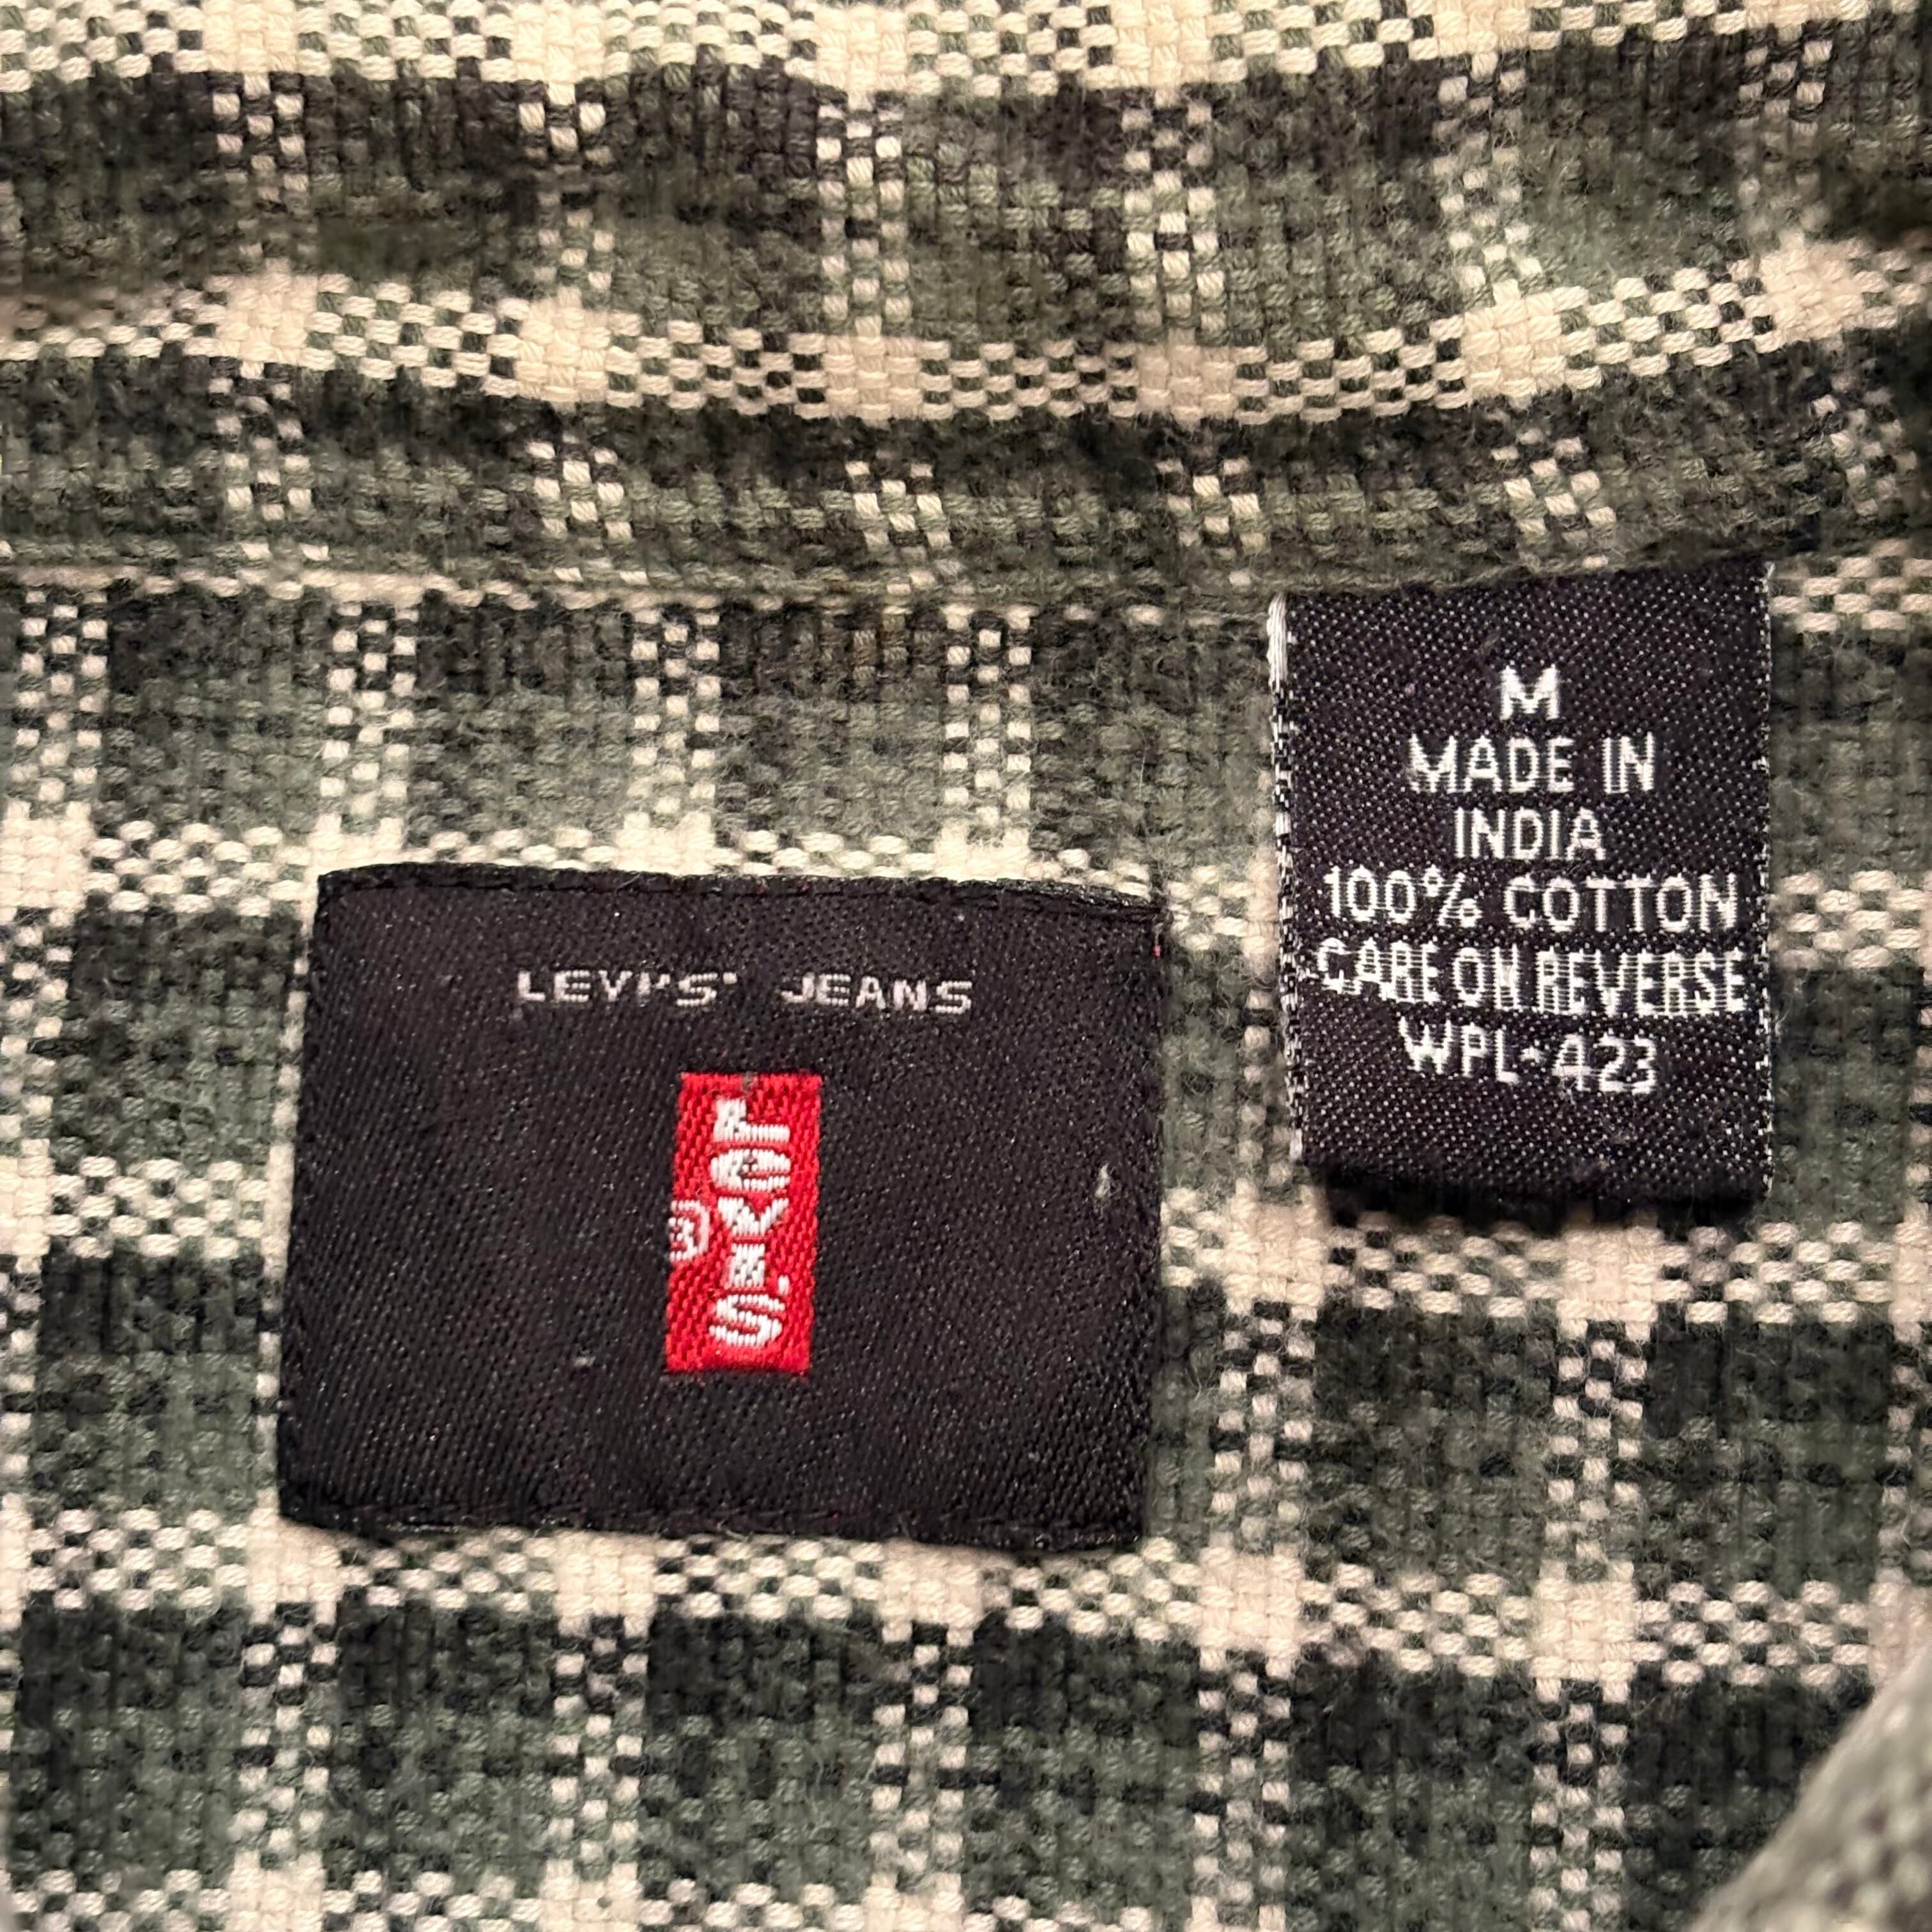 LEVI'S® JEANS
LEVI'S
®
M
MADE IN
INDIA
100% COTTON
CARE ON REVERSE
WPL-423